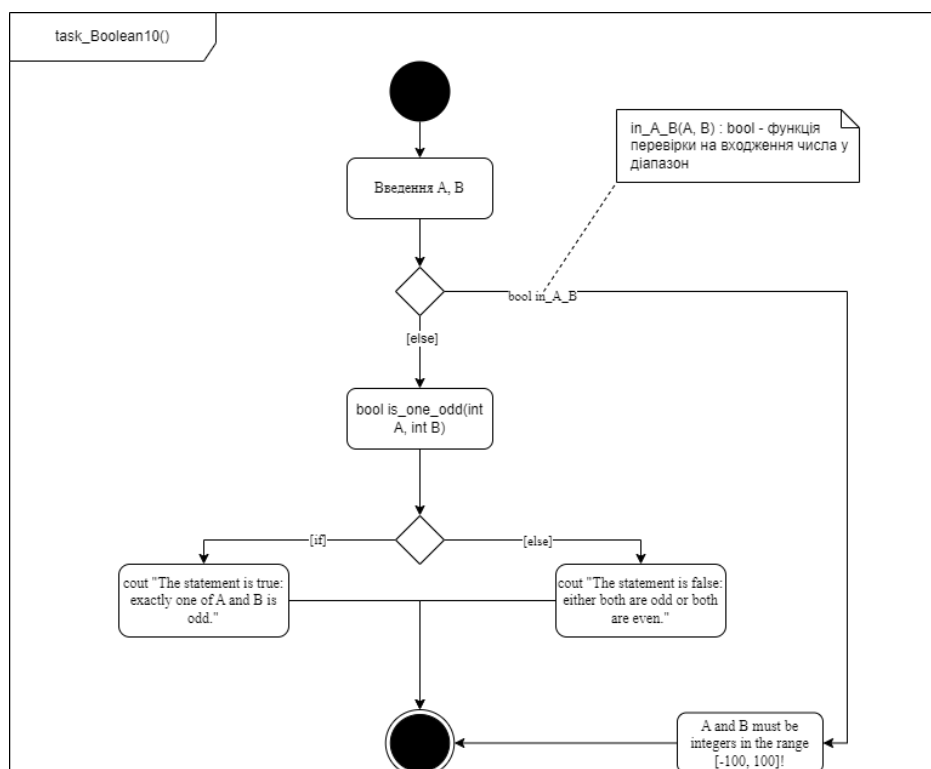 task_Boolean10()
in_A_B(A, B) : bool - функція
перевірки на входження числа у
діапазон
Введення A, B
bool in_A_B
[else]
bool is_one_odd(int
A, int B)
[if]
[else]
cout "The statement is true:
exactly one of A and B is
odd."
cout "The statement is false:
either both are odd or both
are even."
A and B must be
integers in the range
[-100, 100]!